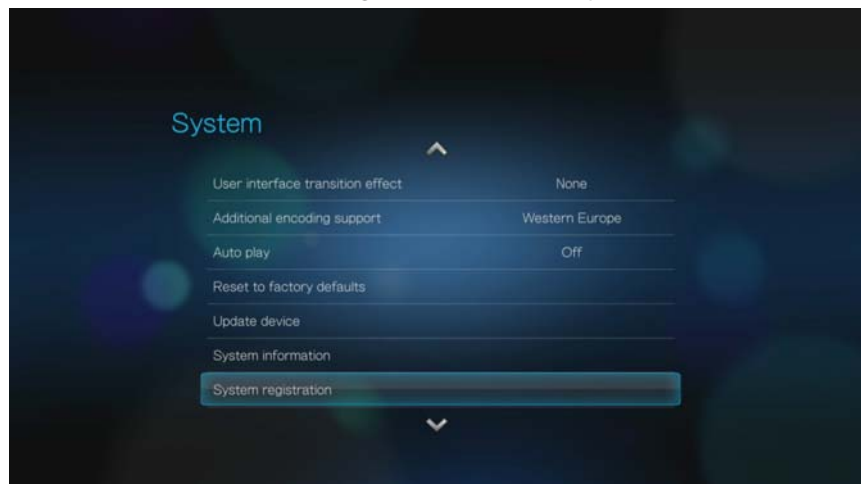 System
User interface transition effect None
Additional encoding support Western Europe
Auto play Off
Reset to factory defaults
Update device
System information
System registration